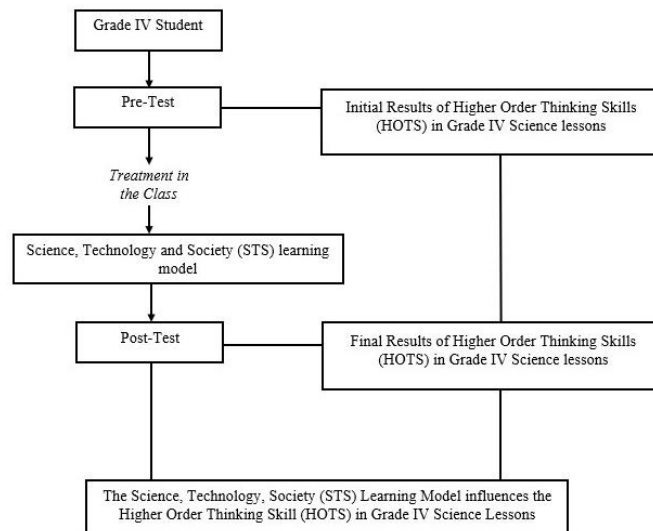 Grade IV Student
Pre-Test
Initial Results of Higher Order Thinking Skills
(HOTS) in Grade IV Science lessons
Treatment in
the Class
Science, Technology and Society (STS) learning
model
Post-Test
Final Results of Higher Order Thinking Skills
(HOTS) in Grade IV Science lessons
The Science, Technology, Society (STS) Learning Model influences the
Higher Order Thinking Skill (HOTS) in Grade IV Science Lessons